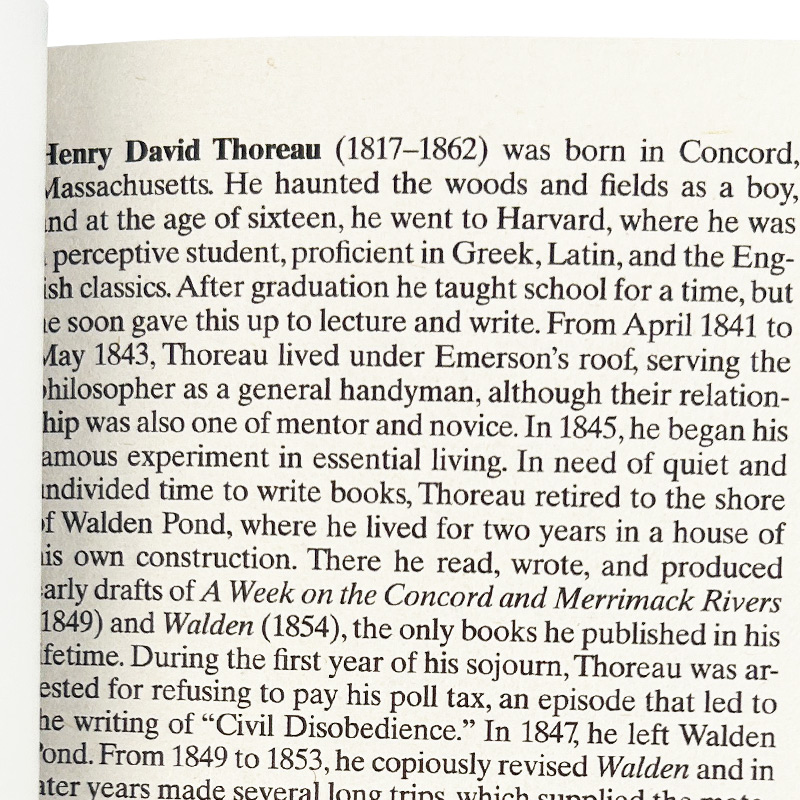 Henry David Thoreau (1817–1862) was born in Concord,
Massachusetts. He haunted the woods and fields as a boy,
and at the age of sixteen, he went to Harvard, where he was
perceptive student, proficient in Greek, Latin, and the Eng-
lish classics. After graduation he taught school for a time, but
he soon gave this up to lecture and write. From April 1841 to
May 1843, Thoreau lived under Emerson’s roof, serving the
philosopher as a general handyman, although their relation-
ship was also one of mentor and novice. In 1845, he began his
famous experiment in essential living. In need of quiet and
undivided time to write books, Thoreau retired to the shore
of Walden Pond, where he lived for two years in a house of
his own construction. There he read, wrote, and produced
early drafts of A Week on the Concord and Merrimack Rivers
(1849) and Walden (1854), the only books he published in his
lifetime. During the first year of his sojourn, Thoreau was ar-
rested for refusing to pay his poll tax, an episode that led to
the writing of “Civil Disobedience.” In 1847, he left Walden
Pond. From 1849 to 1853, he copiously revised Walden and in
later years made several long trips, which supplied the